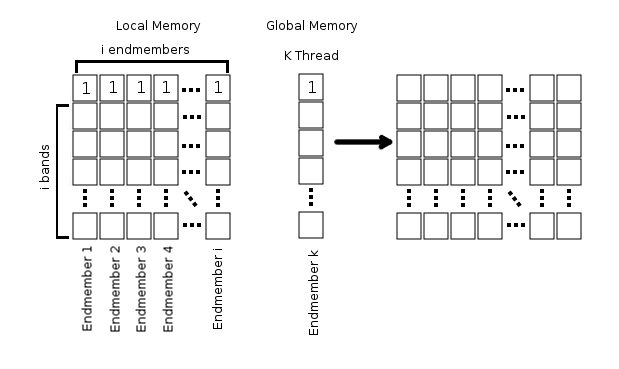 Local Memory
Global Memory
i endmembers
K Thread
1 1 1 1 1
1
i bands
Endmember 1
Endmember 2
Endmember 3
Endmember 4
Endmember i
Endmember k